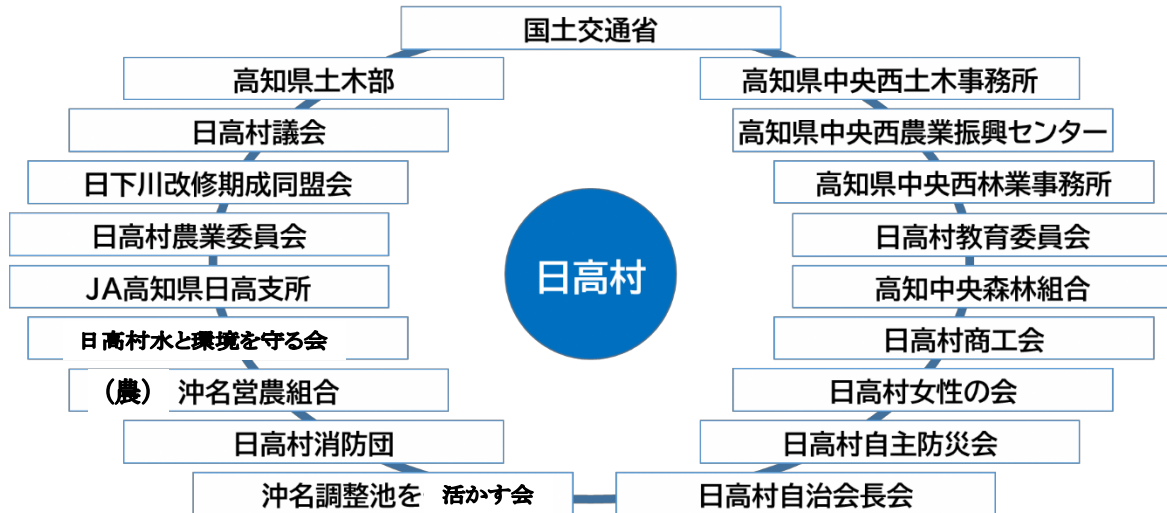 国土交通省
高知県土木部
高知県中央西土木事務所
日高村議会
高知県中央西農業振興センター
日下川改修期成同盟会
高知県中央西林業事務所
日高村農業委員会
日高村教育委員会
日高村
JA高知県日高支所
高知中央森林組合
日高村水と環境を守る会
日高村商工会
（農） 沖名営農組合
日高村女性の会
日高村消防団
日高村自主防災会
沖名調整池を 活かす会
日高村自治会長会